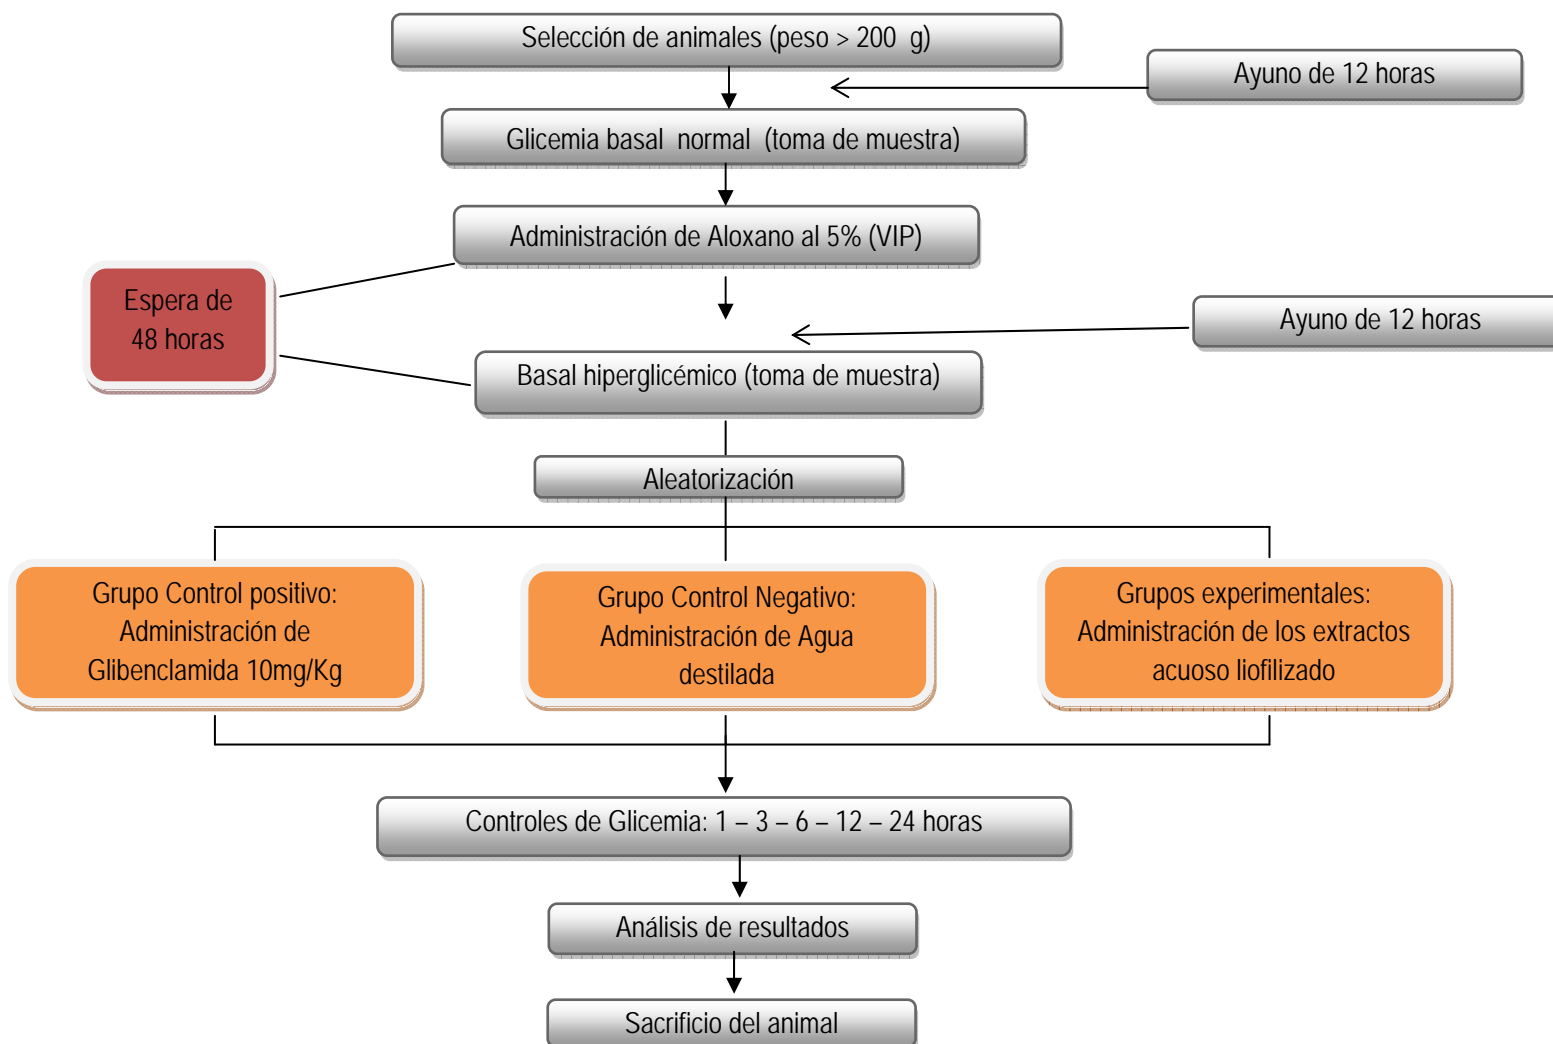 Selección de animales (peso > 200 g)
Ayuno de 12 horas
Glicemia basal normal (toma de muestra)
Administración de Aloxano al 5% (VIP)
Espera de
48 horas
Ayuno de 12 horas
Basal hiperglicémico (toma de muestra)
Aleatorización
Grupo Control positivo:
Administración de
Glibenclamida 10mg/Kg
Grupo Control Negativo:
Administración de Agua
destilada
Grupos experimentales:
Administración de los extractos
acuoso liofilizado
Controles de Glicemia: 1 – 3 – 6 – 12 – 24 horas
Análisis de resultados
Sacrificio del animal